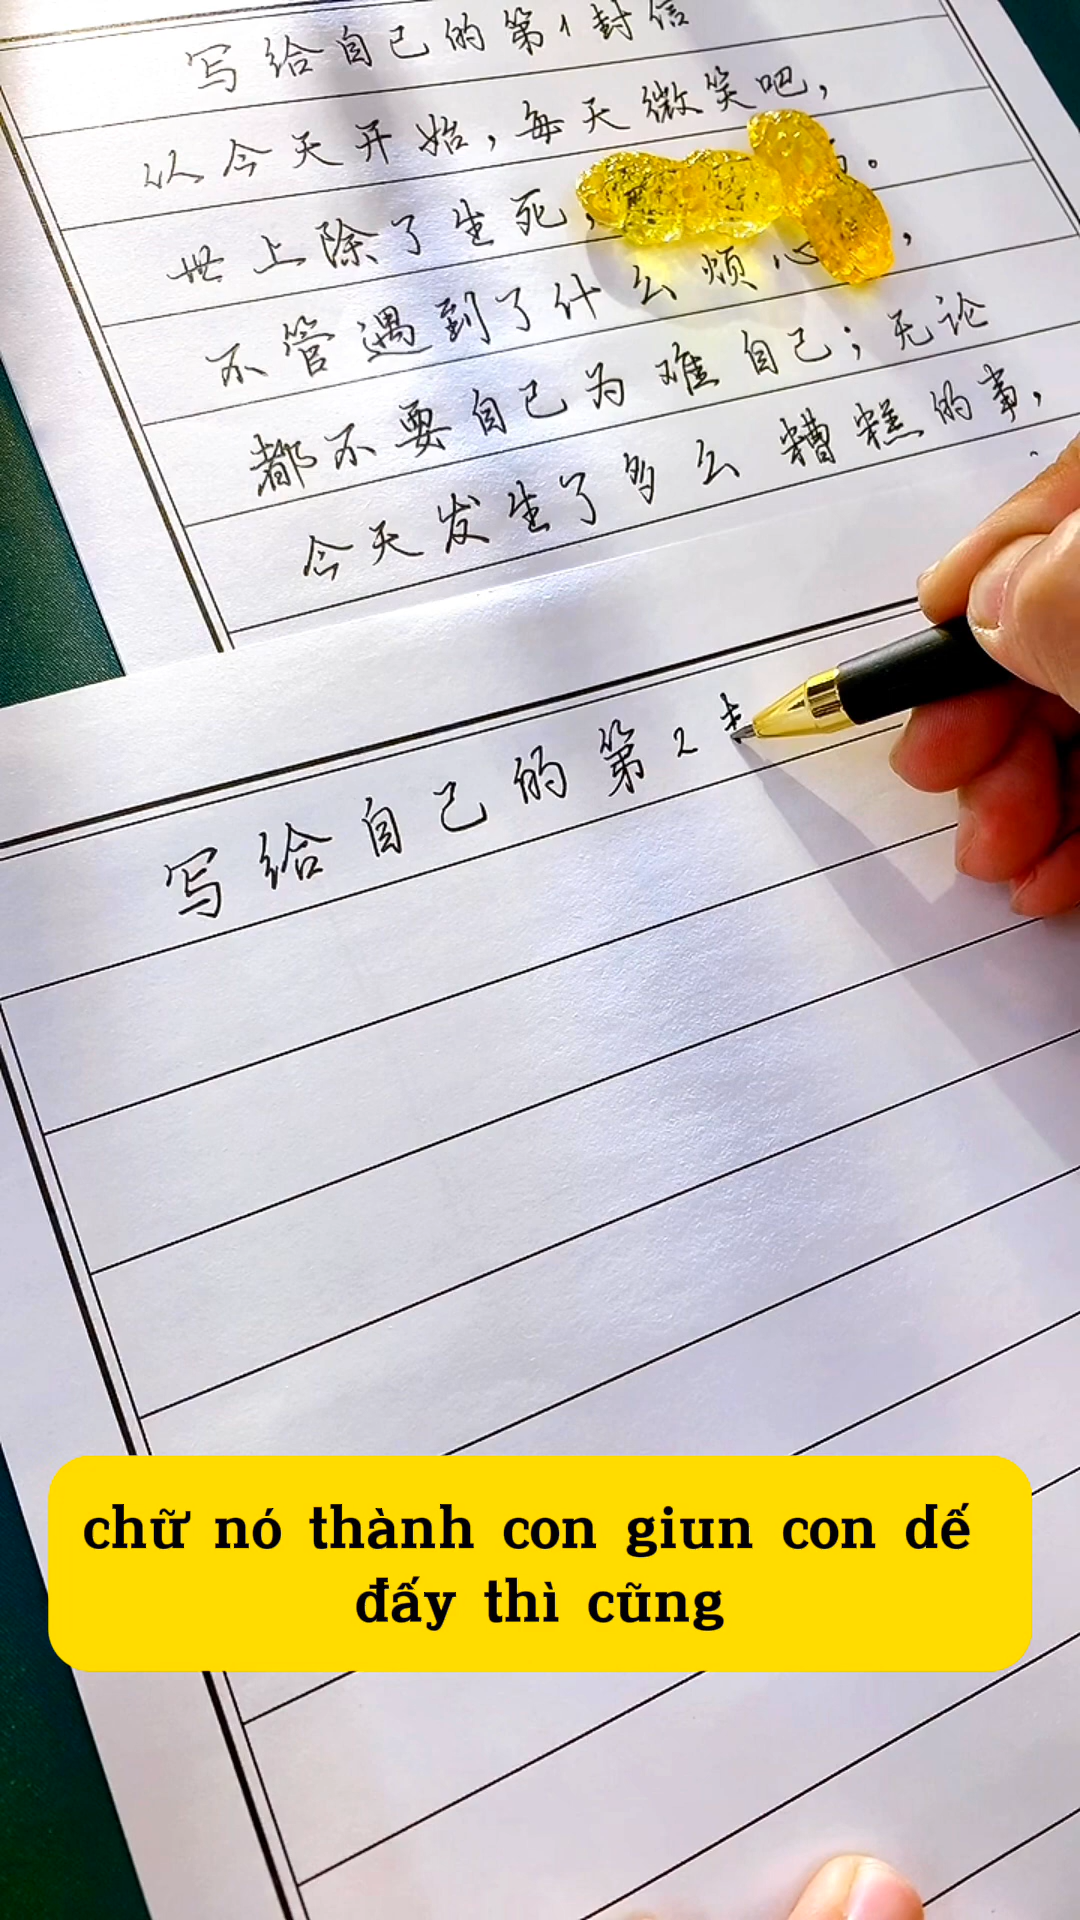 写给自己的第1封信
从今天开始,每天微笑吧,
世上除了生死,
不管遇到了什么烦心,
都不要自己为难自己;无论
今天发生了多么糟糕的事,
写给自己的第2
chữ nó thành con giun con dế
đấy thì cũng